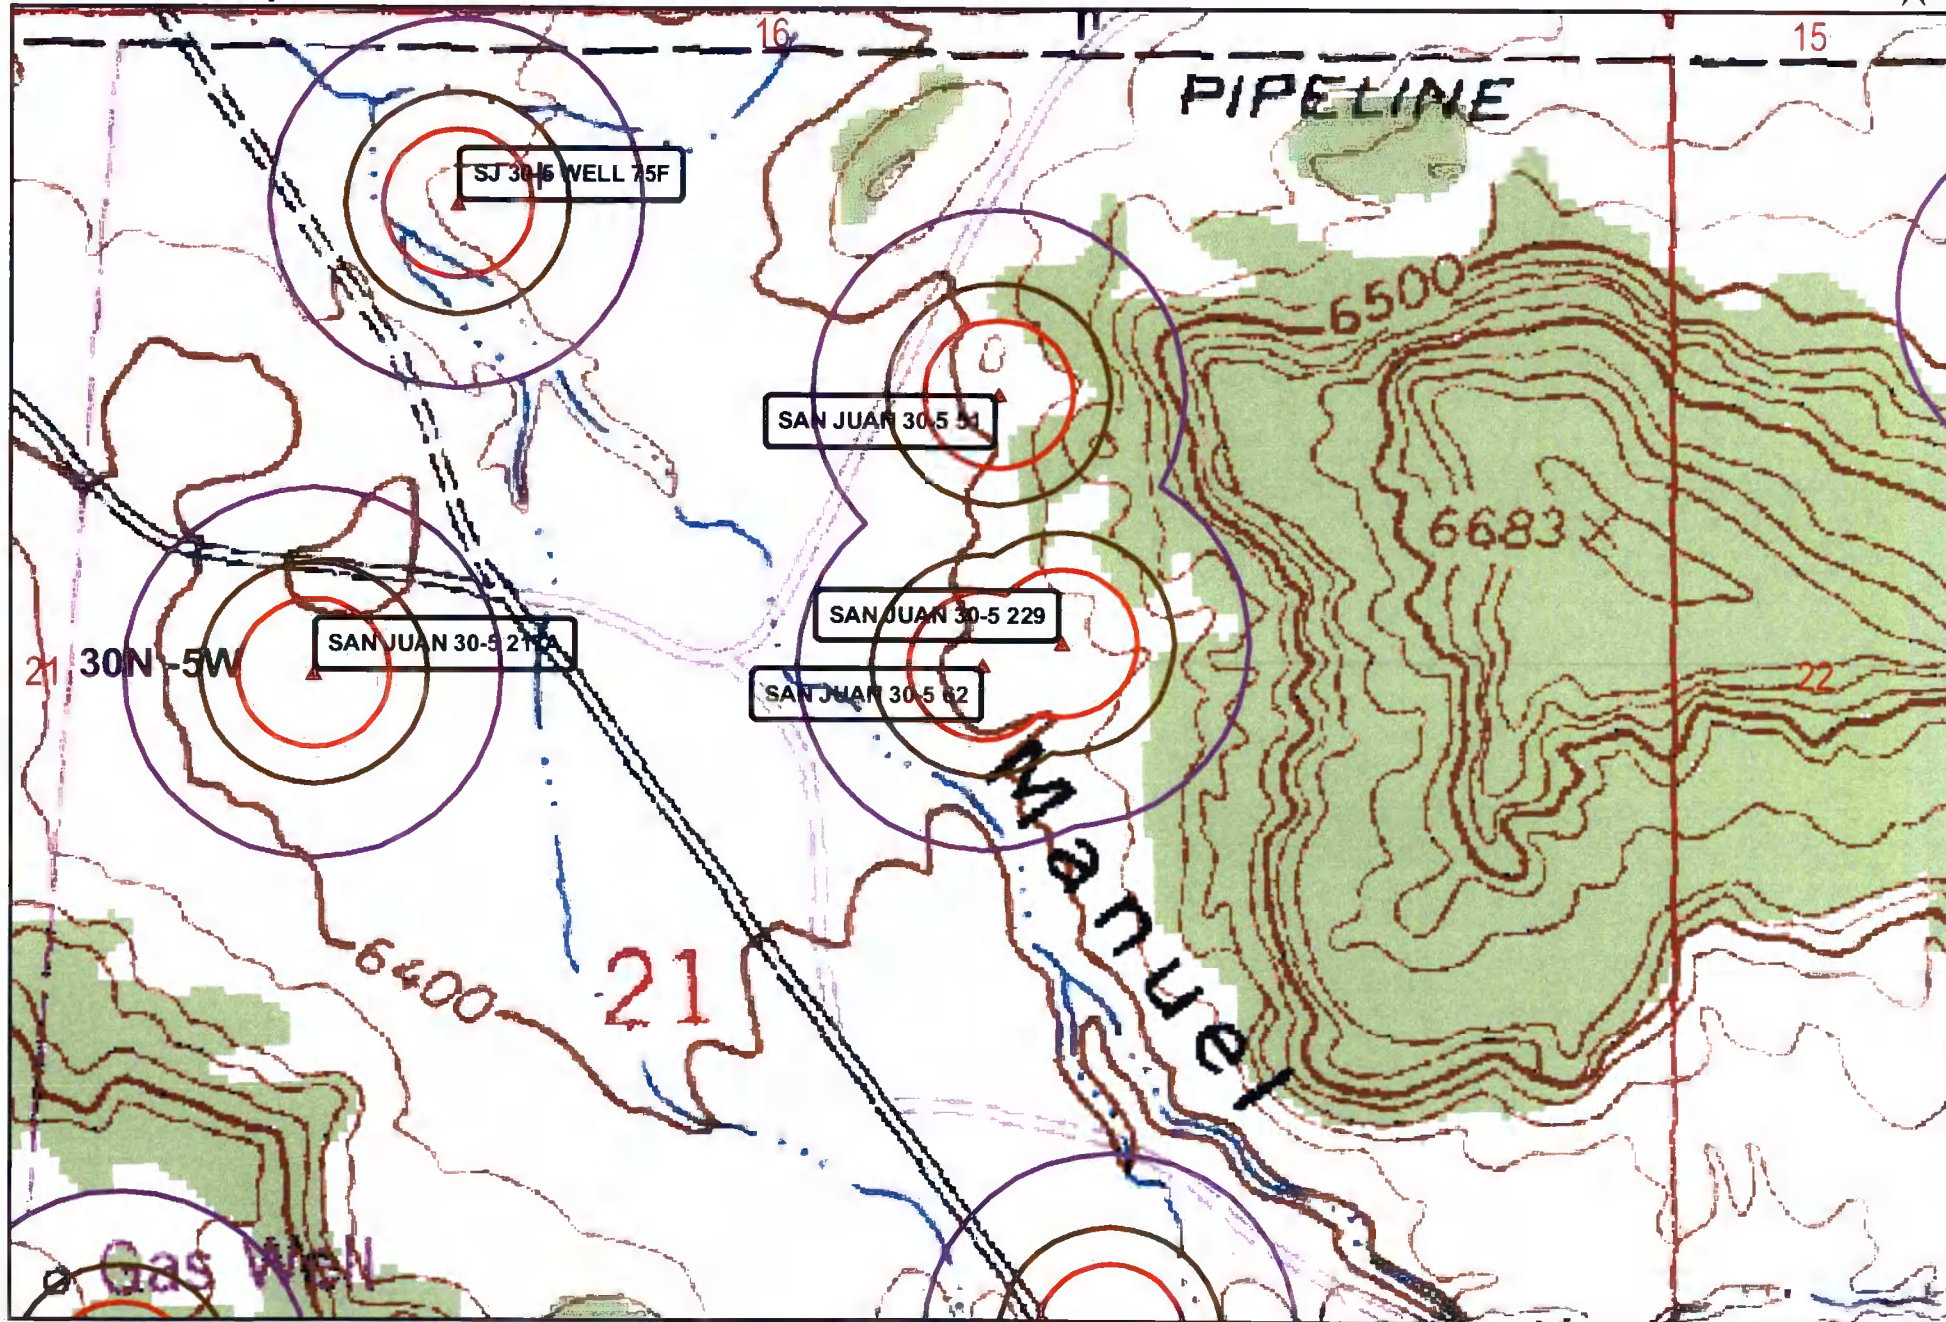 16
15
PIPELINE
SJ 30-5 WELL 75F
6500
SAN JUAN 30-5 51
6683
SAN JUAN 30-5 229
SAN JUAN 30-5
21 30N-5W
22
SAN JUAN 30-5 62
Manuel
6400
21
Gas Well